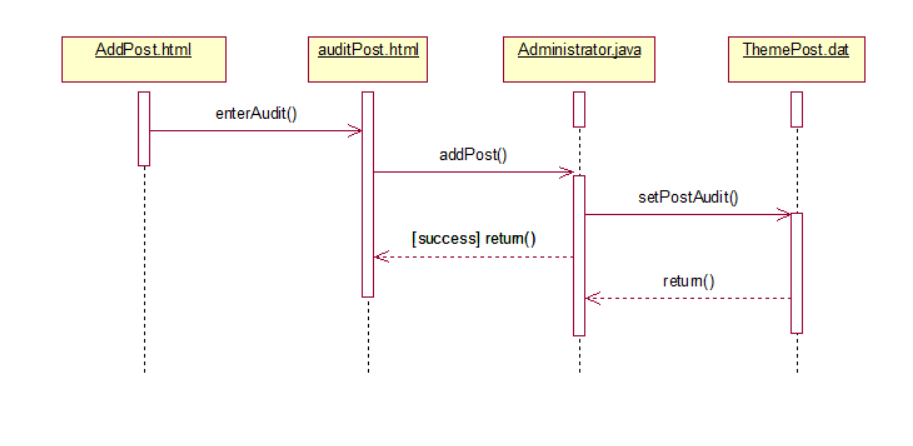 AddPost.html
auditPost.html
Administrator.java
ThemePost.dat
enterAudit()
addPost()
setPostAudit()
[success] return()
return()